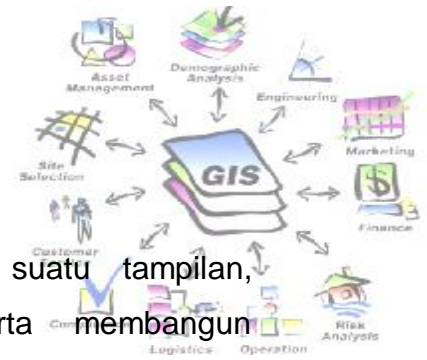 Asset
Management
Demographic
Analysis
Engineering
Marketing
Site
Selection
GIS
Finance
Customer
suatu tampilan,
rta membangun
Logistics
Operation
Risk
Analysis